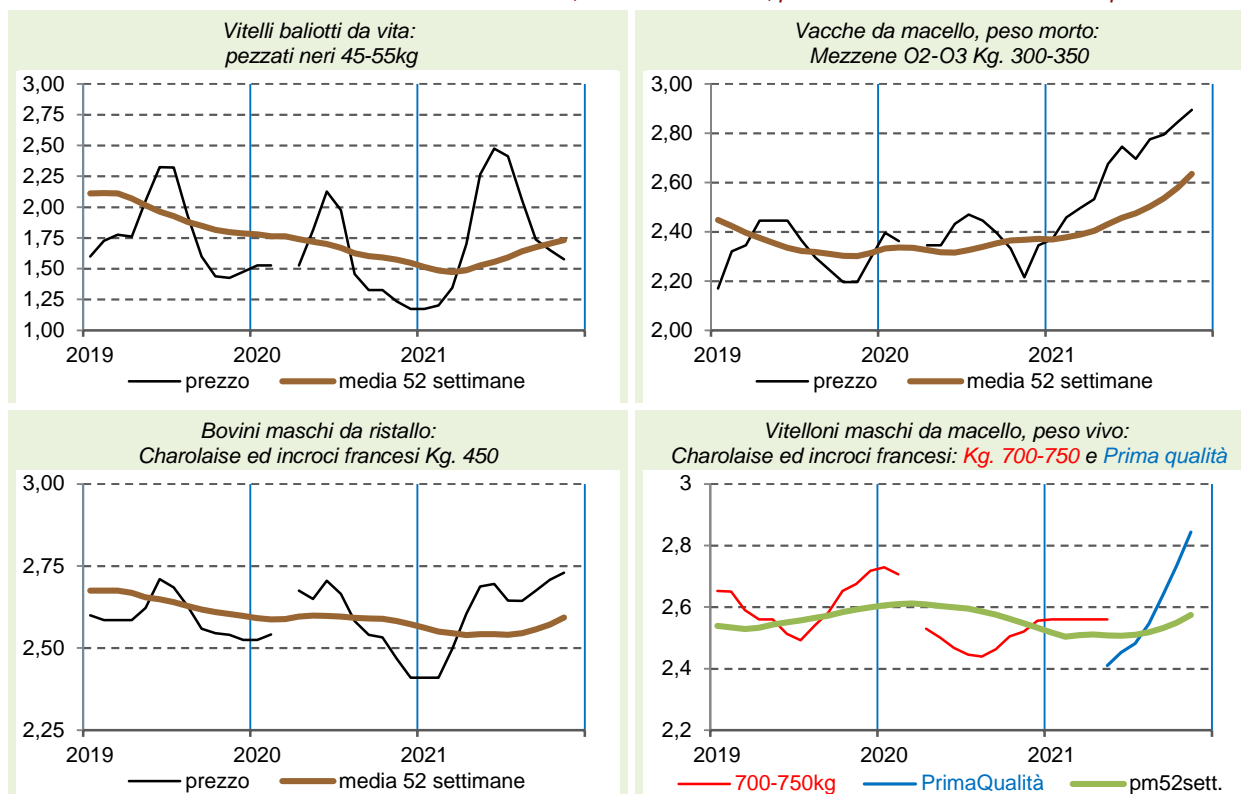 Vitelli baliotti da vita:
pezzati neri 45-55kg
3,00
2,75
2,50
2,25
2,00
1,75
1,50
1,25
1,00
2019 2020 2021
prezzo media 52 settimane
Vacche da macello, peso morto:
Mezzene O2-O3 Kg. 300-350
3,00
2,80
2,60
2,40
2,20
2,00
2019 2020 2021
prezzo media 52 settimane
Bovini maschi da ristallo:
Charolaise ed incroci francesi Kg. 450
3,00
2,75
2,50
2,25
2019 2020 2021
prezzo media 52 settimane
Vitelloni maschi da macello, peso vivo:
Charolaise ed incroci francesi: Kg. 700-750 e Prima qualità
3
2,8
2,6
2,4
2,2
2019 2020 2021
700-750kg PrimaQualità pm52sett.